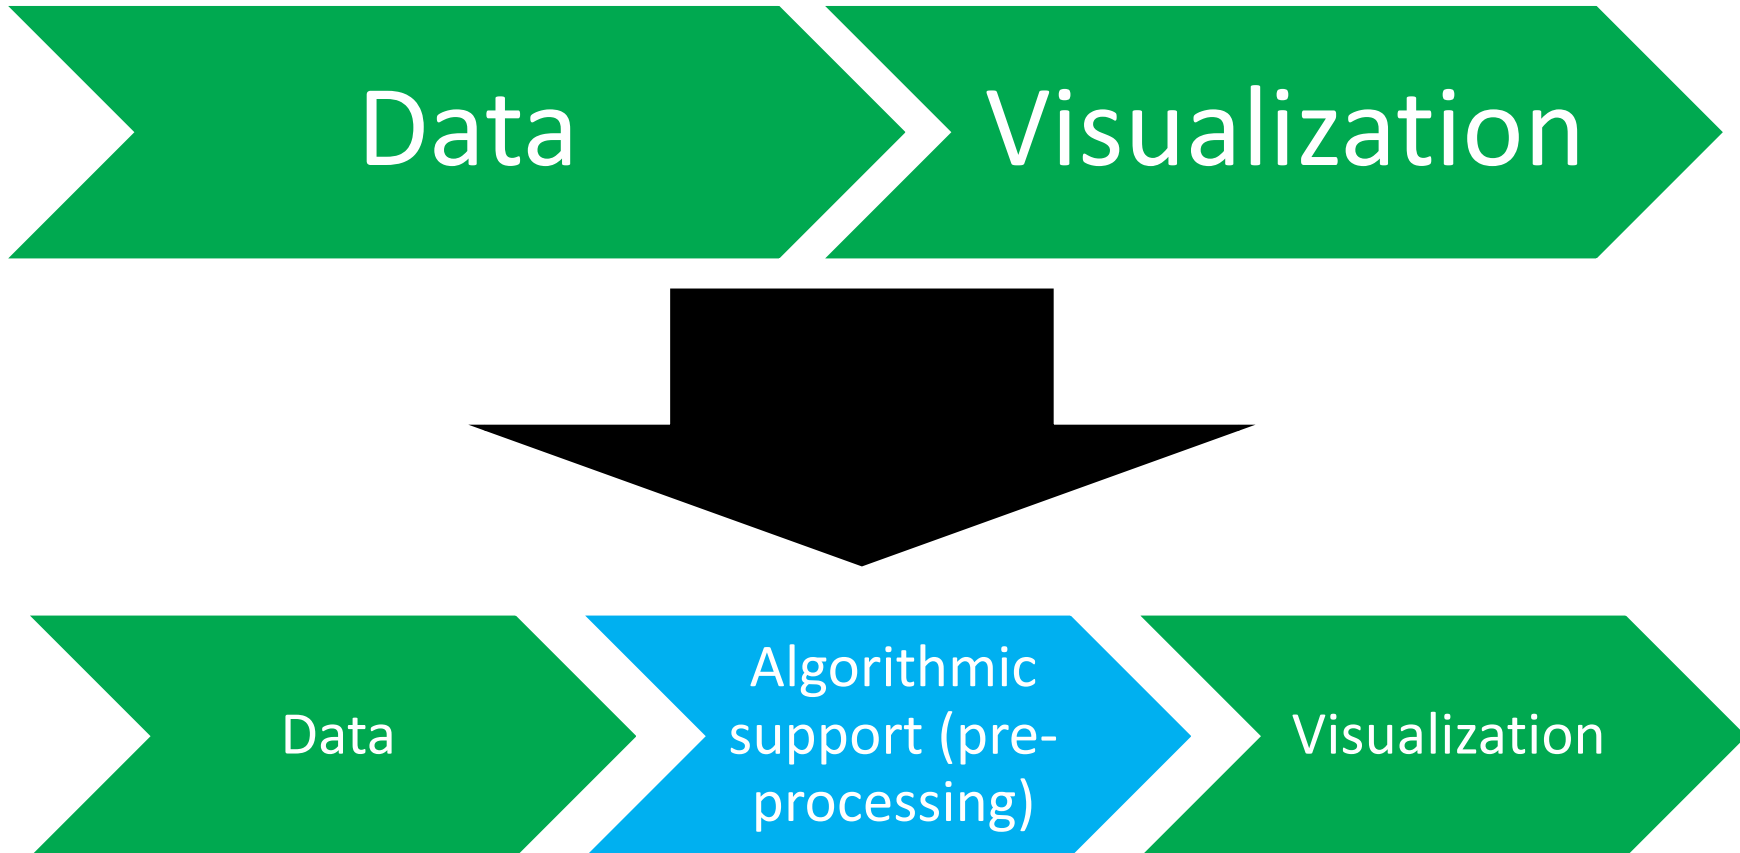 Data
Visualization
Data
Algorithmic
support (pre-
processing)
Visualization